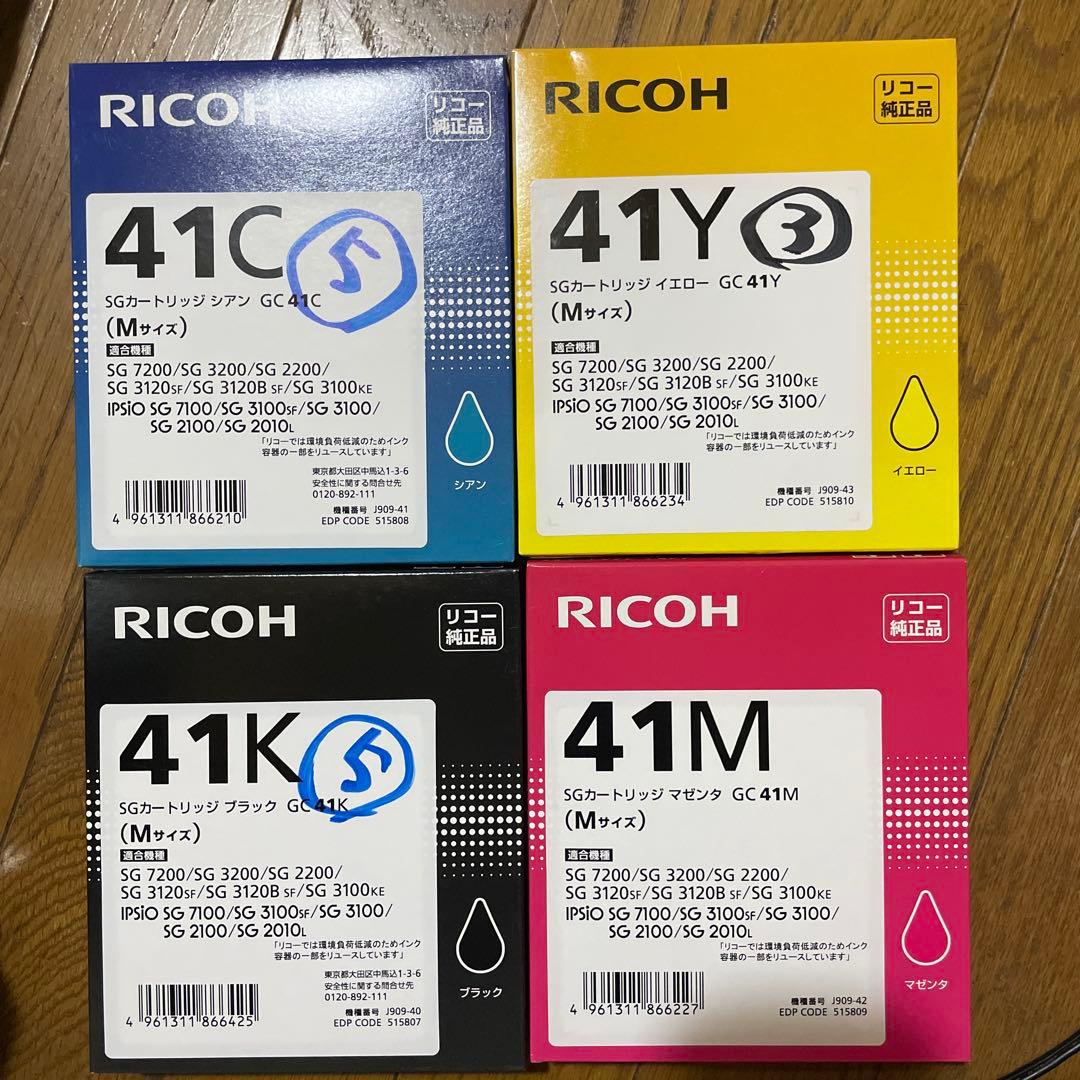 RICOH
リコー
純正品
41C
5
SGカートリッジ シアン GC 41C
(Mサイズ)
適合機種
SG 7200/SG 3200/SG 2200/
SG 3120SF/SG 3120B SF/SG 3100KE
IPSiO SG 7100/SG 3100SF/SG 3100/
SG 2100/SG 2010L
「リコーでは環境負荷低減のためインク
容器の一部をリユースしています」
東京都大田区中馬込1-3-6
安全性に関する問合せ先
0120-892-111
機種番号 J909-41
EDP CODE 515808
4 961311 866210
シアン
RICOH
リコー
純正品
41Y
3
SGカートリッジ イエロー GC 41Y
(Mサイズ)
適合機種
SG 7200/SG 3200/SG 2200/
SG 3120SF/SG 3120B SF/SG 3100KE
IPSiO SG 7100/SG 3100SF/SG 3100/
SG 2100/SG 2010L
「リコーでは環境負荷低減のためインク
容器の一部をリユースしています」
機種番号 J909-43
EDP CODE 515810
4 961311 866234
イエロー
RICOH
リコー
純正品
41K
5
SGカートリッジ ブラック GC 41K
(Mサイズ)
適合機種
SG 7200/SG 3200/SG 2200/
SG 3120SF/SG 3120B SF/SG 3100KE
IPSiO SG 7100/SG 3100SF/SG 3100/
SG 2100/SG 2010L
「リコーでは環境負荷低減のためインク
容器の一部をリユースしています」
東京都大田区中馬込1-3-6
安全性に関する問合せ先
0120-892-111
機種番号 J909-40
EDP CODE 515807
4 961311 866425
ブラック
RICOH
リコー
純正品
41M
SGカートリッジ マゼンタ GC 41M
(Mサイズ)
適合機種
SG 7200/SG 3200/SG 2200/
SG 3120SF/SG 3120B SF/SG 3100KE
IPSiO SG 7100/SG 3100SF/SG 3100/
SG 2100/SG 2010L
「リコーでは環境負荷低減のためインク
容器の一部をリユースしています」
機種番号 J909-42
EDP CODE 515809
4 961311 866227
マゼンタ